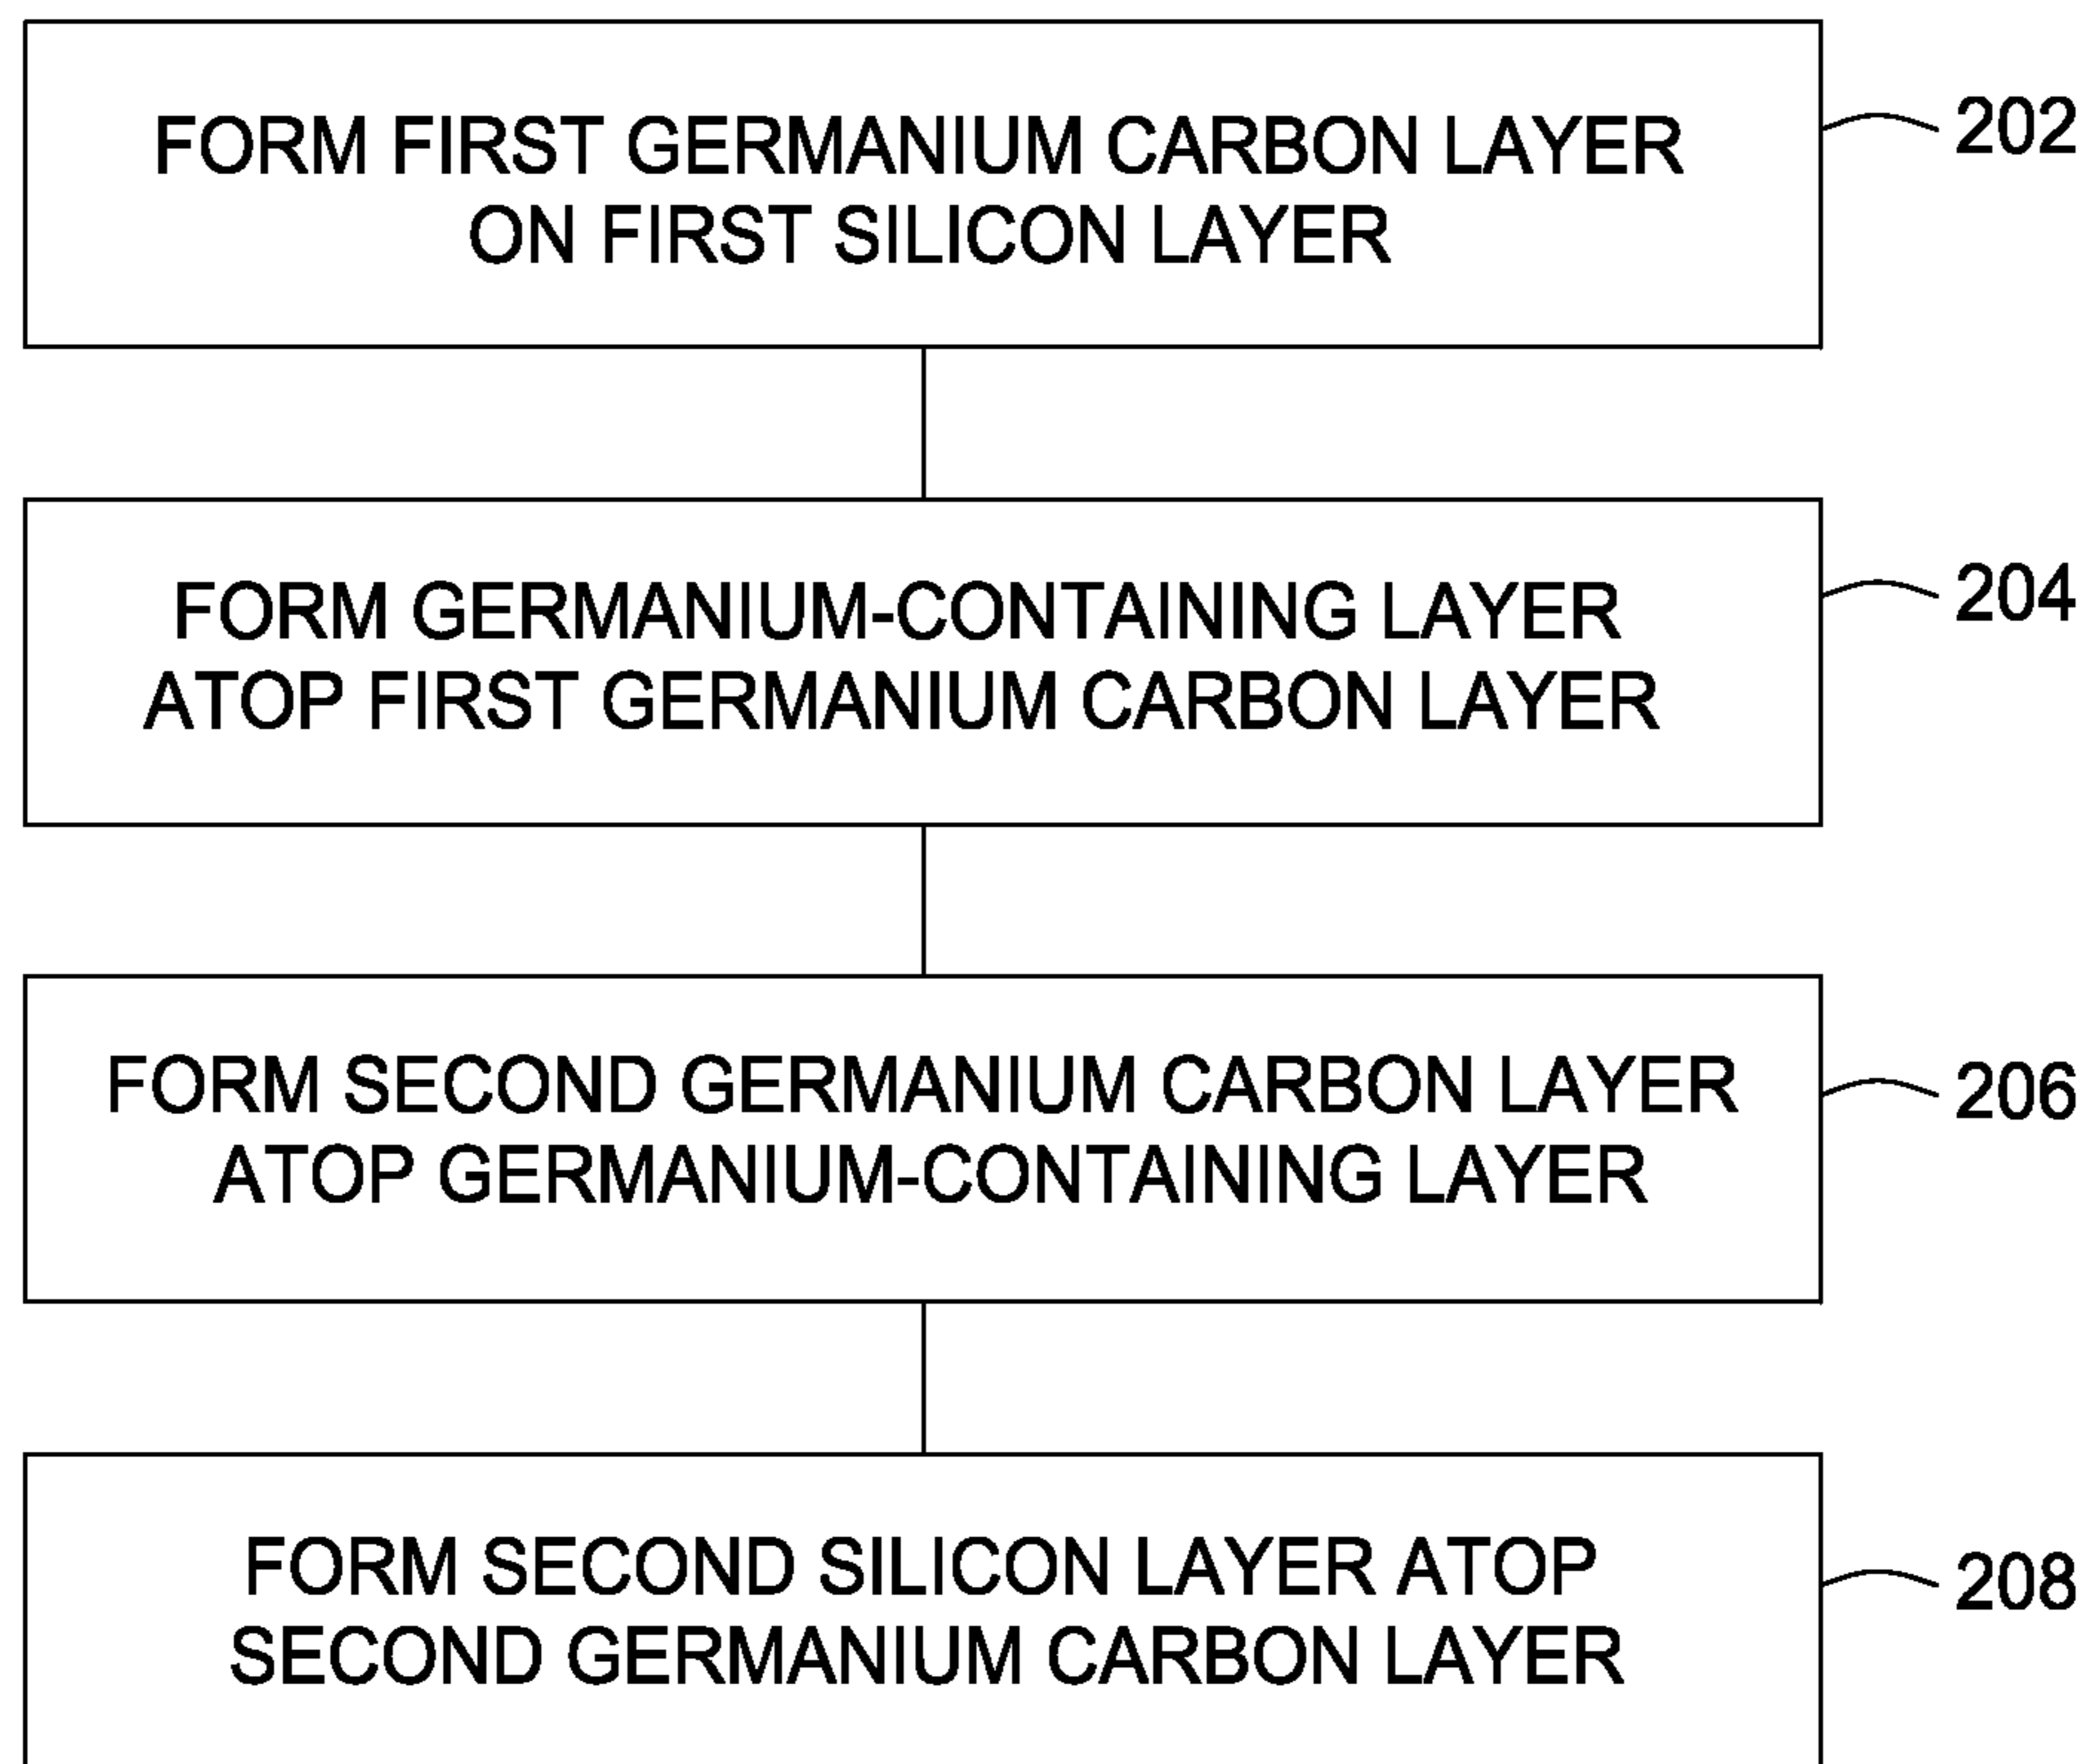 FORM FIRST GERMANIUM CARBON LAYER
ON FIRST SILICON LAYER
202
FORM GERMANIUM-CONTAINING LAYER
ATOP FIRST GERMANIUM CARBON LAYER
204
FORM SECOND GERMANIUM CARBON LAYER
ATOP GERMANIUM-CONTAINING LAYER
206
FORM SECOND SILICON LAYER ATOP
SECOND GERMANIUM CARBON LAYER
208